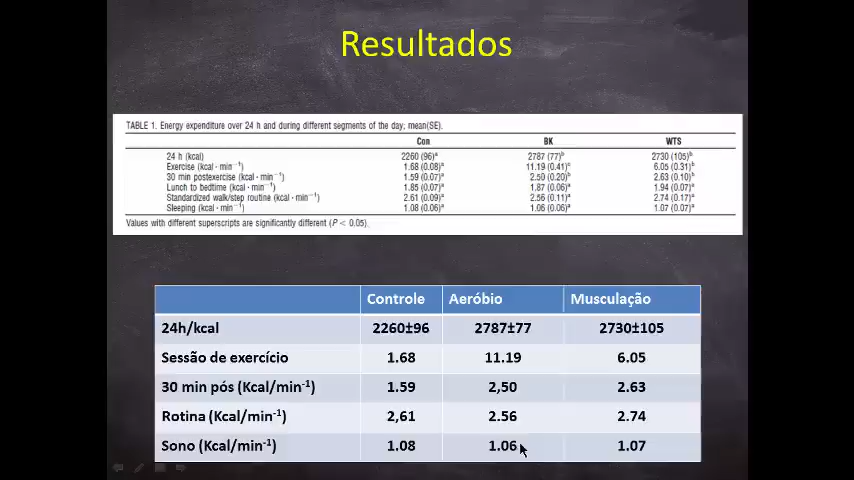 Resultados
TABLE 1. Energy expenditure over 24 h and during different segments of the day; mean(SE).
Con BK WTS
24 h (kcal) 2260 (96)ᵃ 2787 (77)ᵇ 2730 (105)ᵇ
Exercise (kcal · min⁻¹) 1.68 (0.08)ᵃ 11.19 (0.41)ᶜ 6.05 (0.31)ᵇ
30 min postexercise (kcal · min⁻¹) 1.59 (0.07)ᵃ 2.50 (0.20)ᵇ 2.63 (0.10)ᵇ
Lunch to bedtime (kcal · min⁻¹) 1.85 (0.07)ᵃ 1.87 (0.06)ᵃ 1.94 (0.07)ᵃ
Standardized walk/step routine (kcal · min⁻¹) 2.61 (0.09)ᵃ 2.56 (0.11)ᵃ 2.74 (0.17)ᵃ
Sleeping (kcal · min⁻¹) 1.08 (0.06)ᵃ 1.06 (0.06)ᵃ 1.07 (0.07)ᵃ
Values with different superscripts are significantly different (P < 0.05).
Controle Aeróbio Musculação
24h/kcal 2260±96 2787±77 2730±105
Sessão de exercício 1.68 11.19 6.05
30 min pós (Kcal/min⁻¹) 1.59 2,50 2.63
Rotina (Kcal/min⁻¹) 2,61 2.56 2.74
Sono (Kcal/min⁻¹) 1.08 1.06 1.07